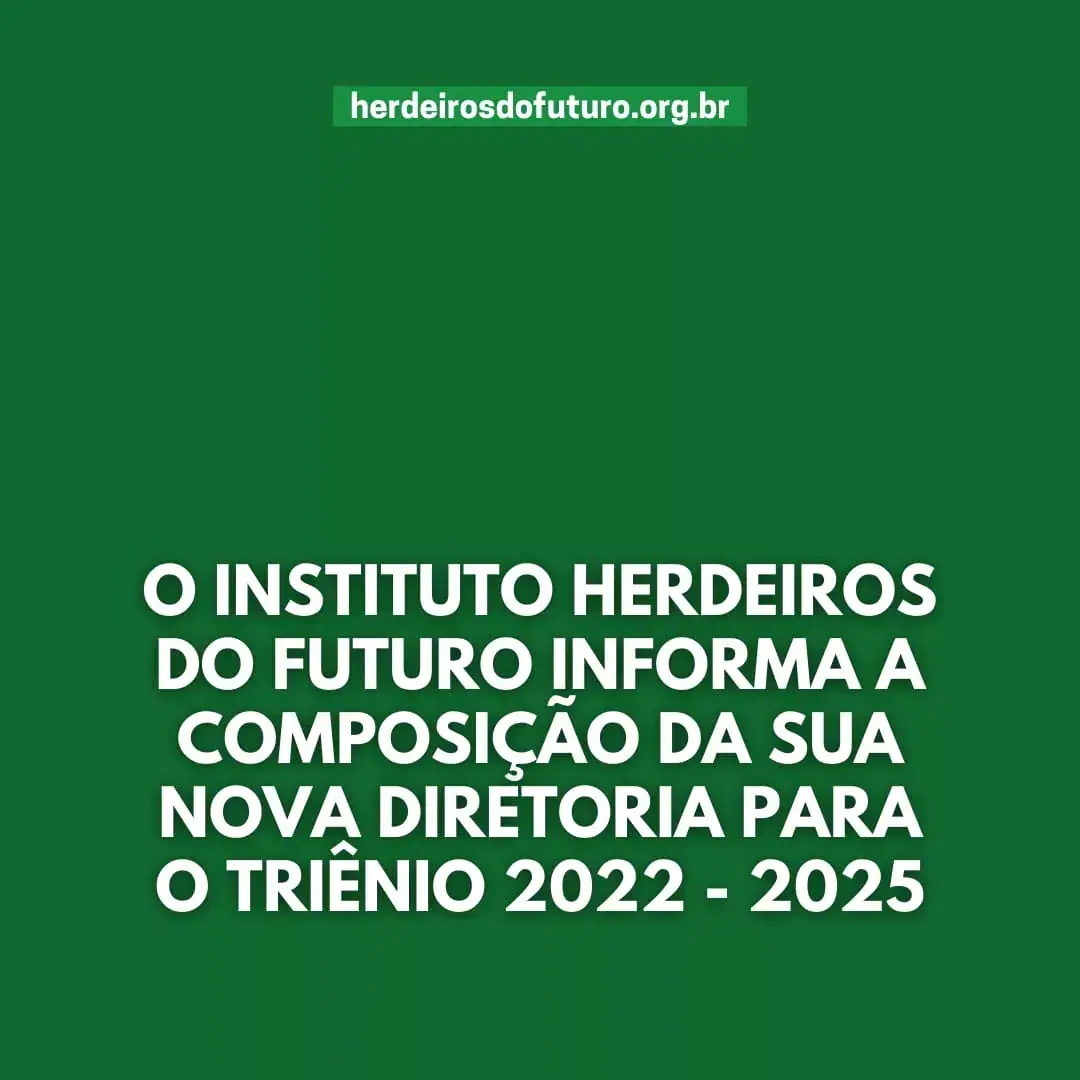 herdeirosdofuturo.org.br
O INSTITUTO HERDEIROS
DO FUTURO INFORMA A
COMPOSIÇÃO DA SUA
NOVA DIRETORIA PARA
O TRIÊNIO 2022 - 2025